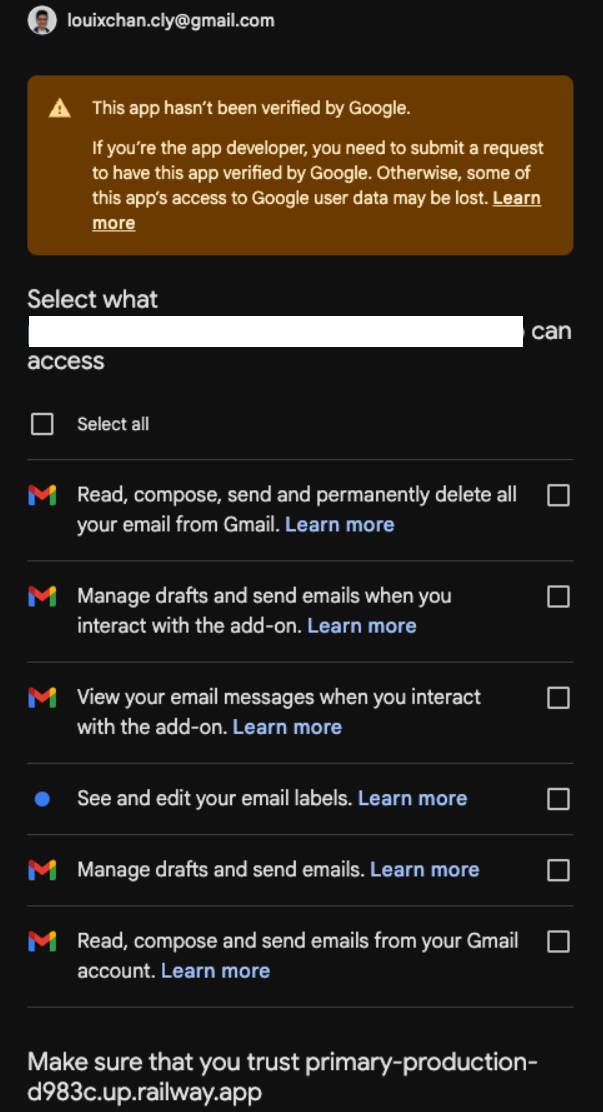 louixchan.cly@gmail.com
This app hasn't been verified by Google.
If you're the app developer, you need to submit a request
to have this app verified by Google. Otherwise, some of
this app's access to Google user data may be lost. Learn
more
Select what
can
access
Select all
Read, compose, send and permanently delete all
your email from Gmail. Learn more
Manage drafts and send emails when you
interact with the add-on. Learn more
View your email messages when you interact
with the add-on. Learn more
See and edit your email labels. Learn more
Manage drafts and send emails. Learn more
Read, compose and send emails from your Gmail
account. Learn more
Make sure that you trust primary-production-
d983c.up.railway.app